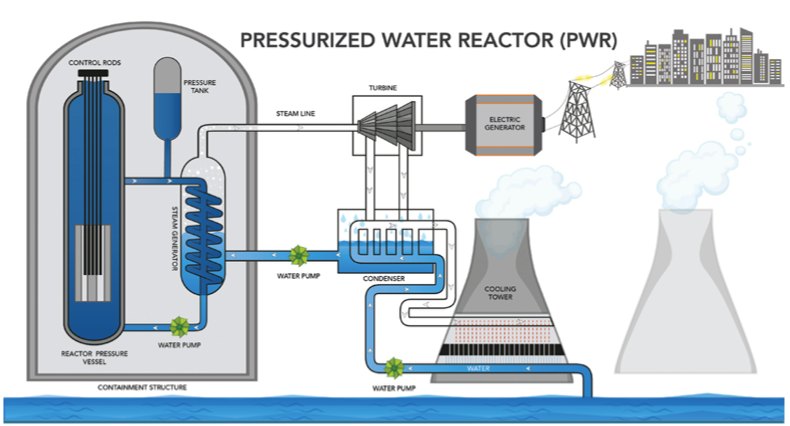 PRESSURIZED WATER REACTOR (PWR)
CONTROL RODS
PRESSURE
TANK
STEAM LINE
TURBINE
ELECTRIC
GENERATOR
STEAM GENERATOR
WATER PUMP
CONDENSER
COOLING
TOWER
WATER PUMP
REACTOR PRESSURE
VESSEL
CONTAINMENT STRUCTURE
WATER PUMP
WATER